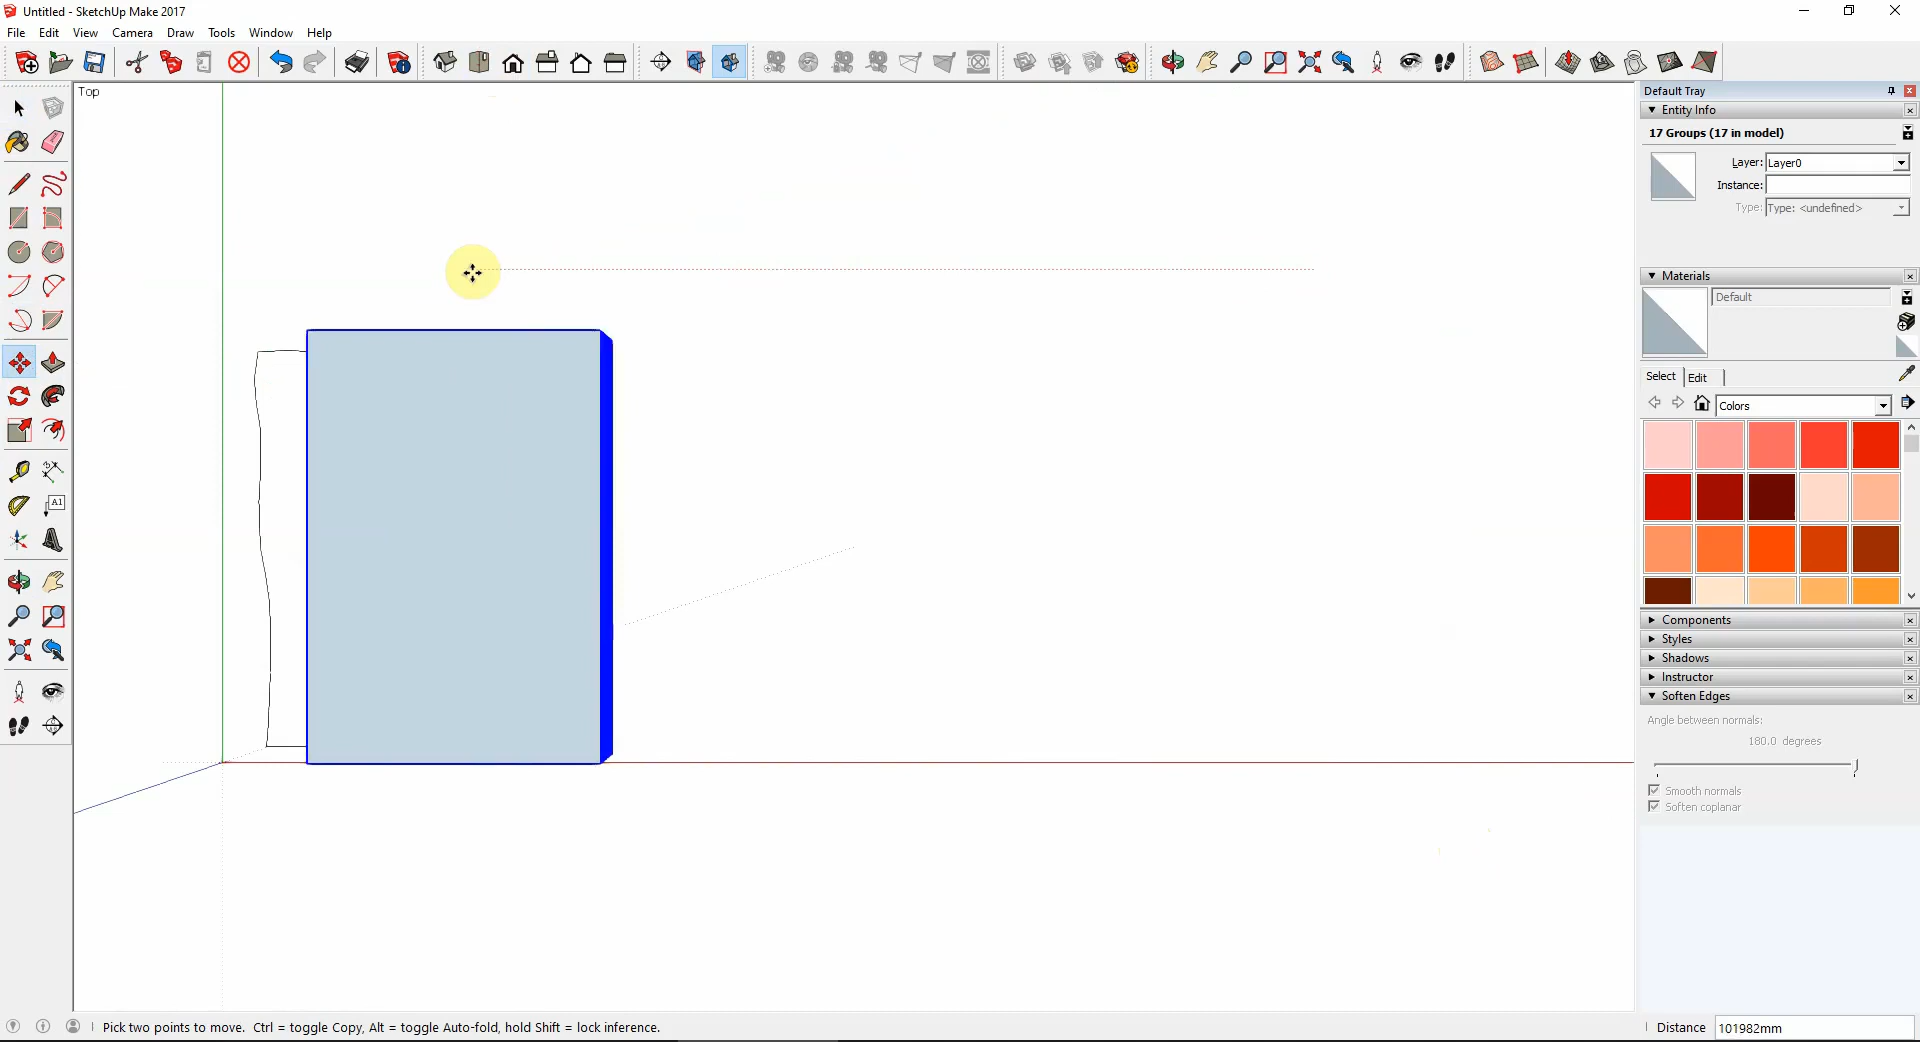 Untitled - SketchUp Make 2017
File Edit View Camera Draw Tools Window Help
Top
Default Tray
Entity Info
17 Groups (17 in model)
Layer: Layer0
Instance:
Type: Type: <undefined>
Materials
Default
Select Edit
Colors
A1
Components
Styles
Shadows
Instructor
Soften Edges
Angle between normals:
180.0 degrees
Smooth normals
Soften coplanar
Pick two points to move. Ctrl = toggle Copy, Alt = toggle Auto-fold, hold Shift = lock inference.
Distance 101982mm